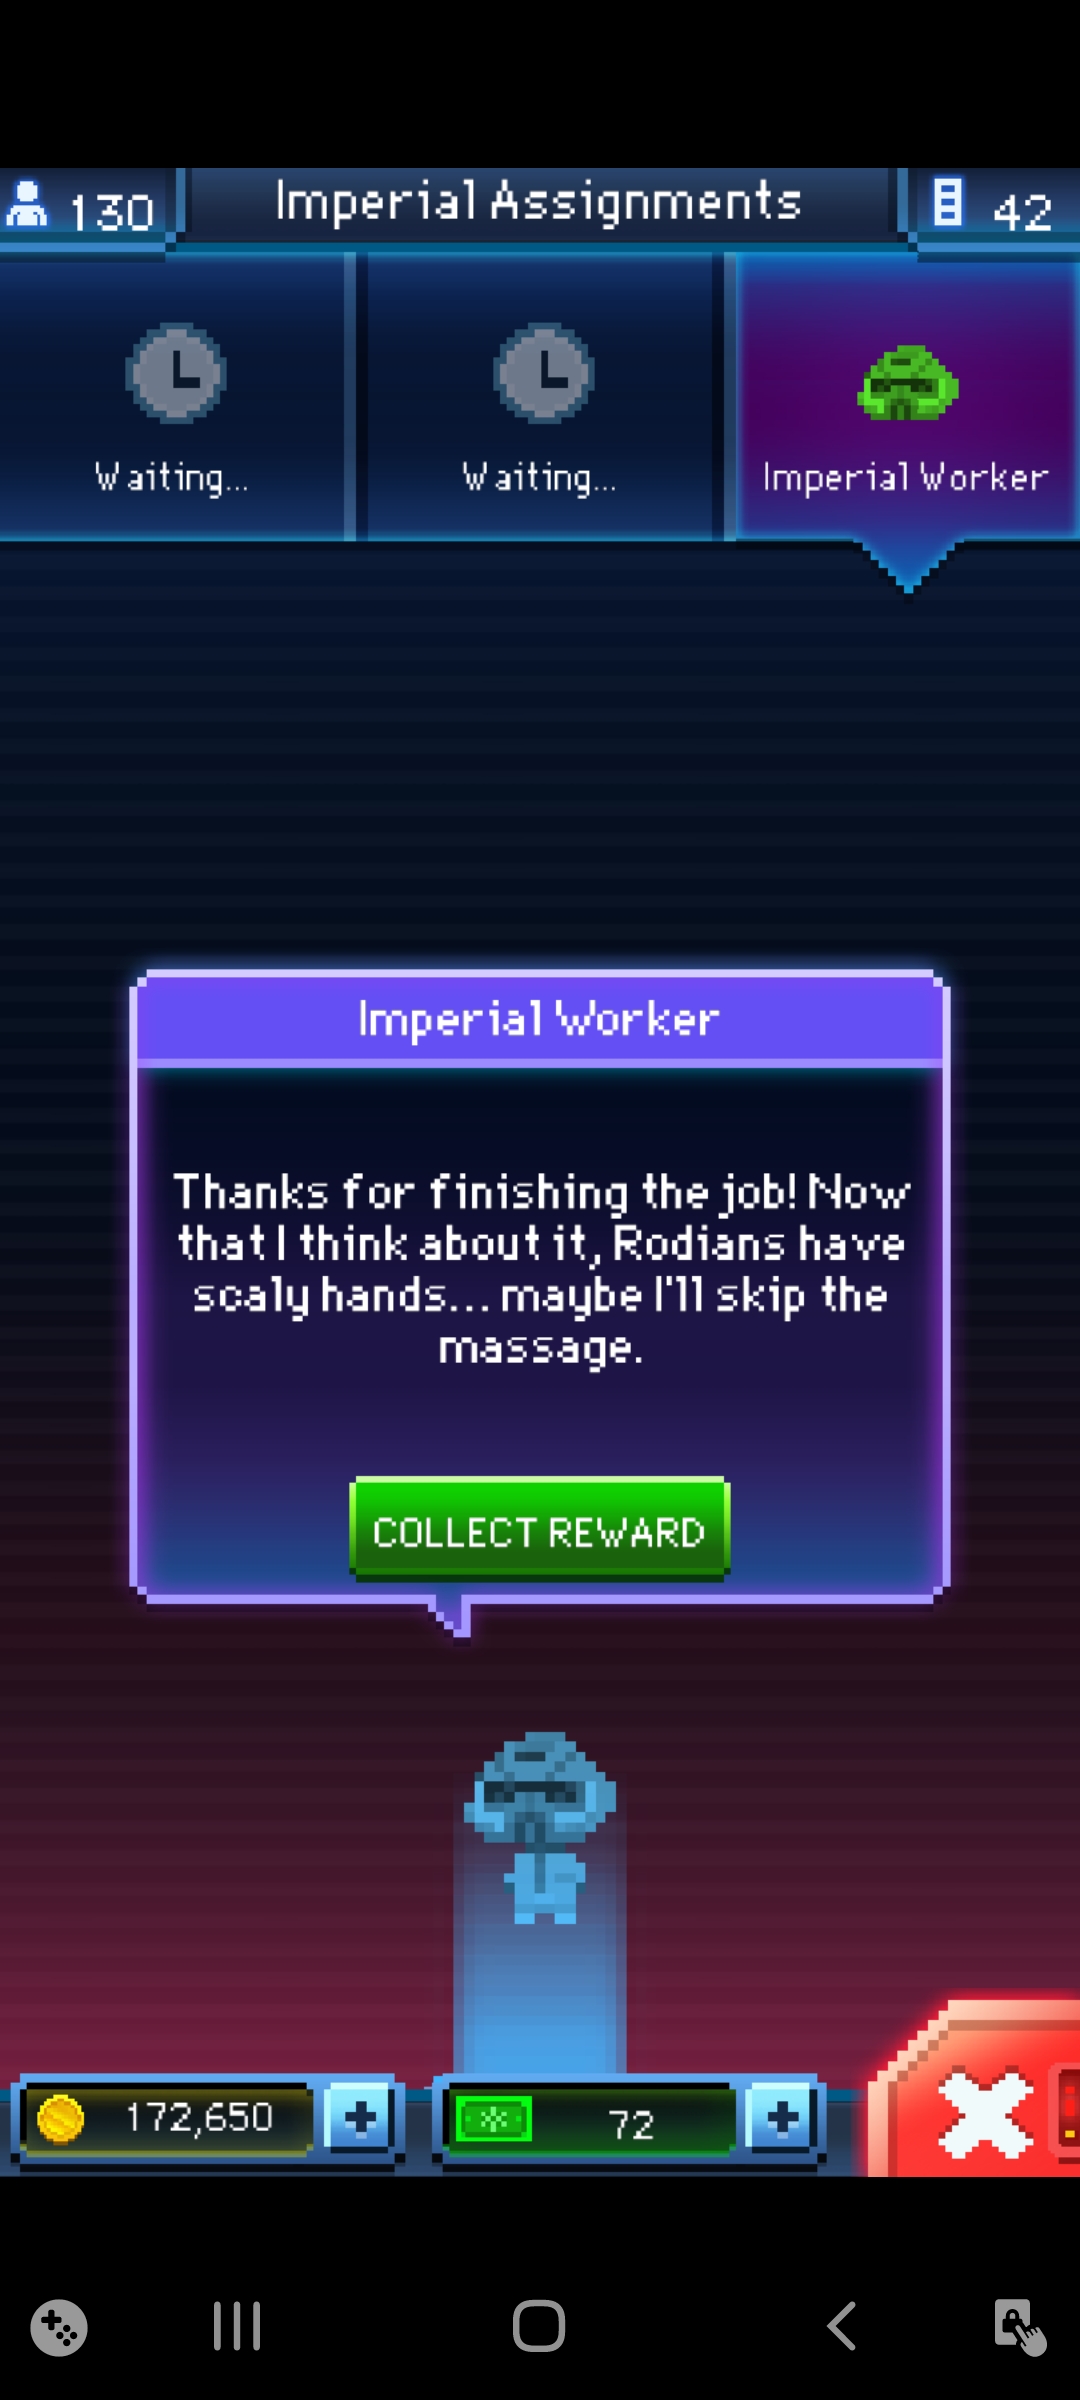 130
Imperial Assignments
42
Waiting...
Waiting...
Imperial Worker
Imperial Worker
Thanks for finishing the job! Now
that I think about it, Rodians have
scaly hands... maybe I'll skip the
massage.
COLLECT REWARD
172,650
72